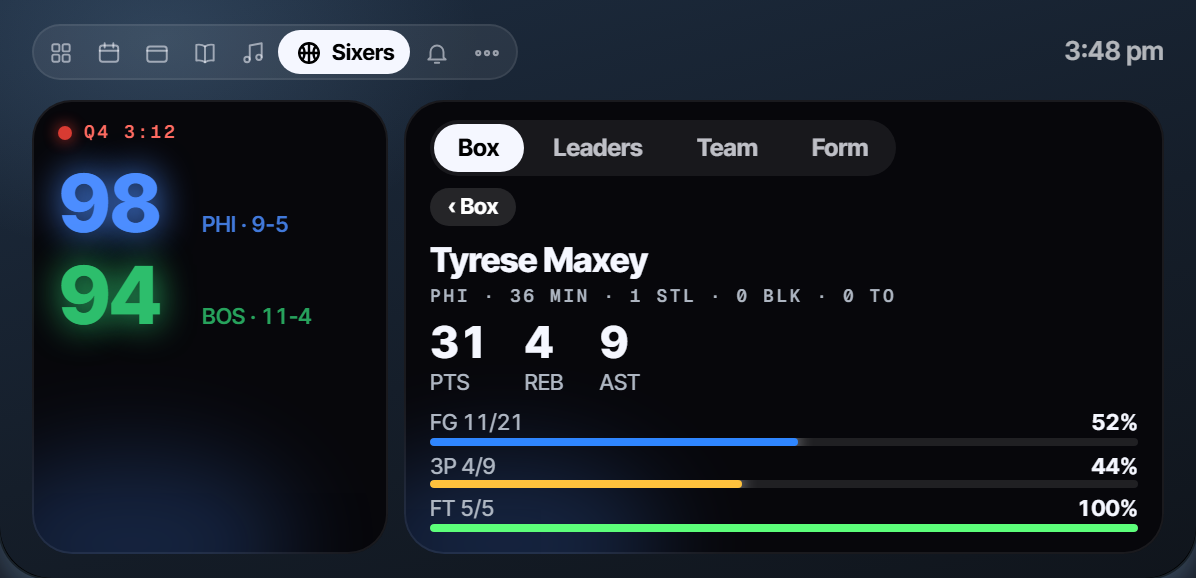 Sixers
3:48 pm
Q4 3:12
98 PHI · 9-5
94 BOS · 11-4
Box Leaders Team Form
‹ Box
Tyrese Maxey
PHI · 36 MIN · 1 STL · 0 BLK · 0 TO
31 4 9
PTS REB AST
FG 11/21 52%
3P 4/9 44%
FT 5/5 100%